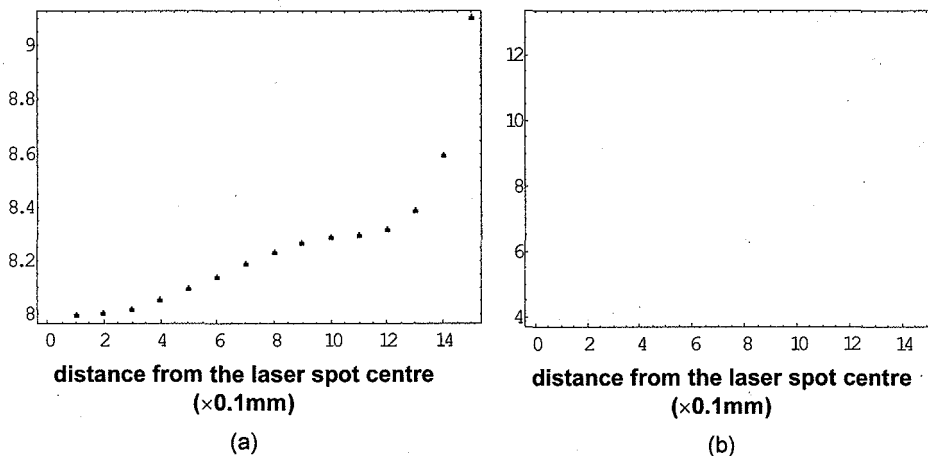 9
8.8
8.6
8.4
8.2
8
0 2 4 6 8 10 12 14
distance from the laser spot centre
(×0.1mm)
(a)
12
10
8
6
4
0 2 4 6 8 10 12 14
distance from the laser spot centre
(×0.1mm)
(b)